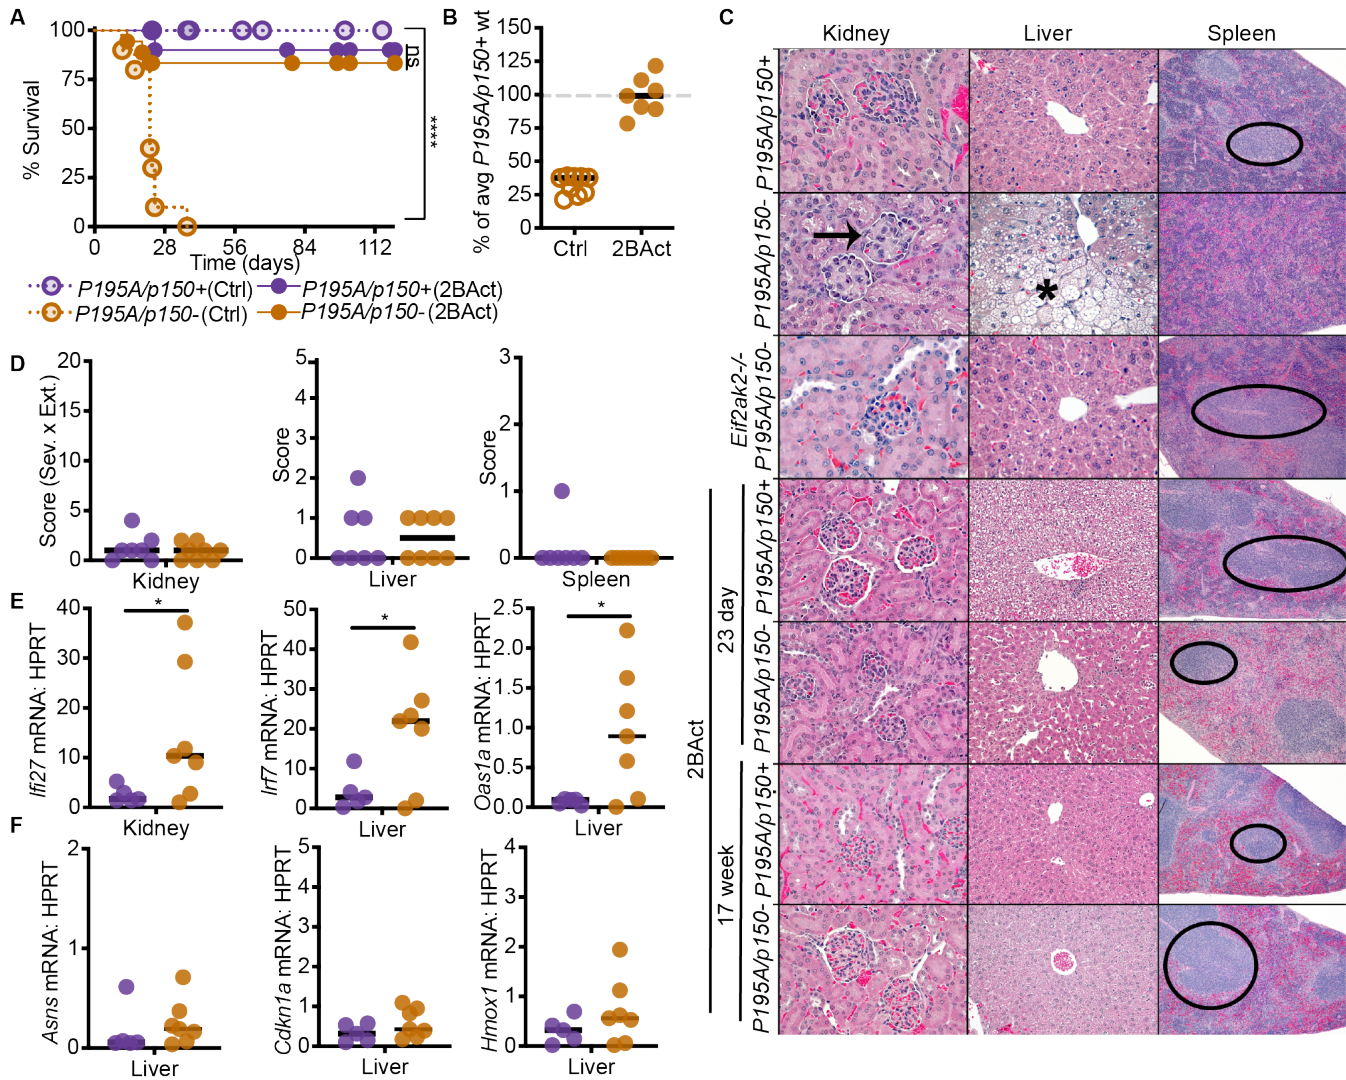 A
100
75
50
25
0
% Survival
0
28
56
84
112
Time (days)
ns
****
P195A/p150+(Ctrl)
P195A/p150+(2BAct)
P195A/p150-(Ctrl)
P195A/p150-(2BAct)
B
150
125
100
75
50
25
0
% of avg P195A/p150+ wt
Ctrl
2BAct
C
Kidney
Liver
Spleen
P195A/p150+
P195A/p150-
*
Eif2ak2-/-
P195A/p150-
P195A/p150+
P195A/p150-
P195A/p150+
P195A/p150-
23 day
17 week
2BAct
D
20
15
10
5
0
Score (Sev. x Ext.)
Kidney
5
4
3
2
1
0
Score
Liver
3
2
1
0
Score
Spleen
E
40
30
20
10
0
Ifi27 mRNA: HPRT
*
Kidney
50
40
30
20
10
0
Irf7 mRNA: HPRT
*
Liver
2.5
2.0
1.5
1.0
0.5
0.0
Oas1a mRNA: HPRT
*
Liver
F
2
1
0
Asns mRNA: HPRT
Liver
5
4
3
2
1
0
Cdkn1a mRNA: HPRT
Liver
4
3
2
1
0
Hmox1 mRNA: HPRT
Liver